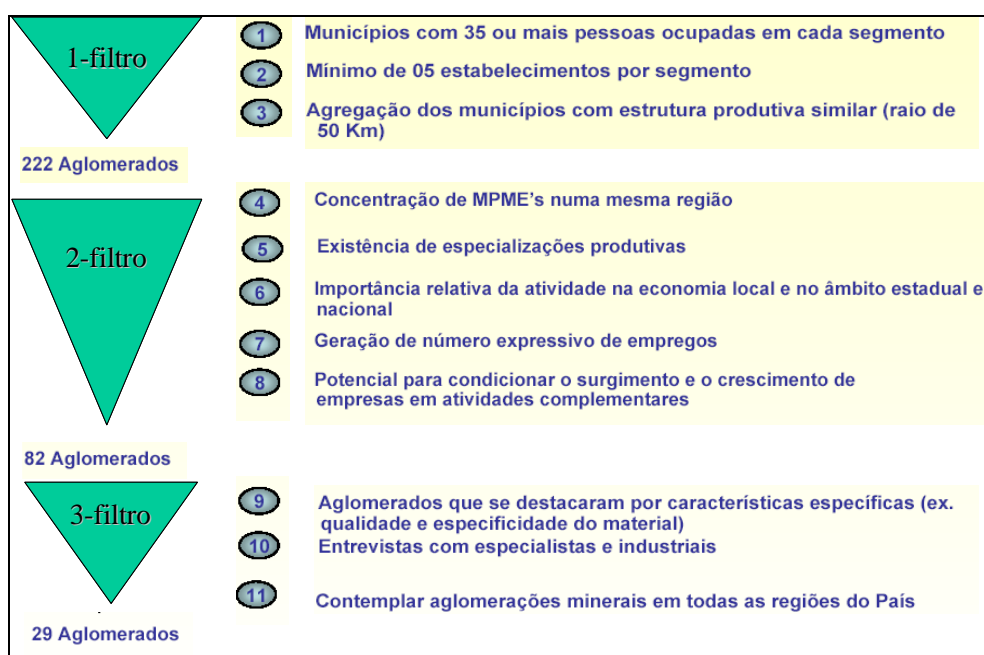 1-filtro
1 Municípios com 35 ou mais pessoas ocupadas em cada segmento
2 Mínimo de 05 estabelecimentos por segmento
3 Agregação dos municípios com estrutura produtiva similar (raio de
50 Km)
222 Aglomerados
2-filtro
4 Concentração de MPME's numa mesma região
5 Existência de especializações produtivas
6 Importância relativa da atividade na economia local e no âmbito estadual e
nacional
7 Geração de número expressivo de empregos
8 Potencial para condicionar o surgimento e o crescimento de
empresas em atividades complementares
82 Aglomerados
3-filtro
9 Aglomerados que se destacaram por características específicas (ex.
qualidade e especificidade do material)
10 Entrevistas com especialistas e industriais
11 Contemplar aglomerações minerais em todas as regiões do País
29 Aglomerados